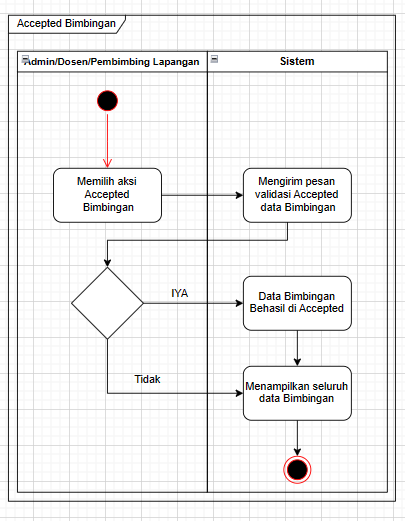 Accepted Bimbingan
Admin/Dosen/Pembimbing Lapangan
Sistem
Memilih aksi
Accepted
Bimbingan
Mengirim pesan
validasi Accepted
data Bimbingan
IYA
Data Bimbingan
Behasil di Accepted
Tidak
Menampilkan seluruh
data Bimbingan